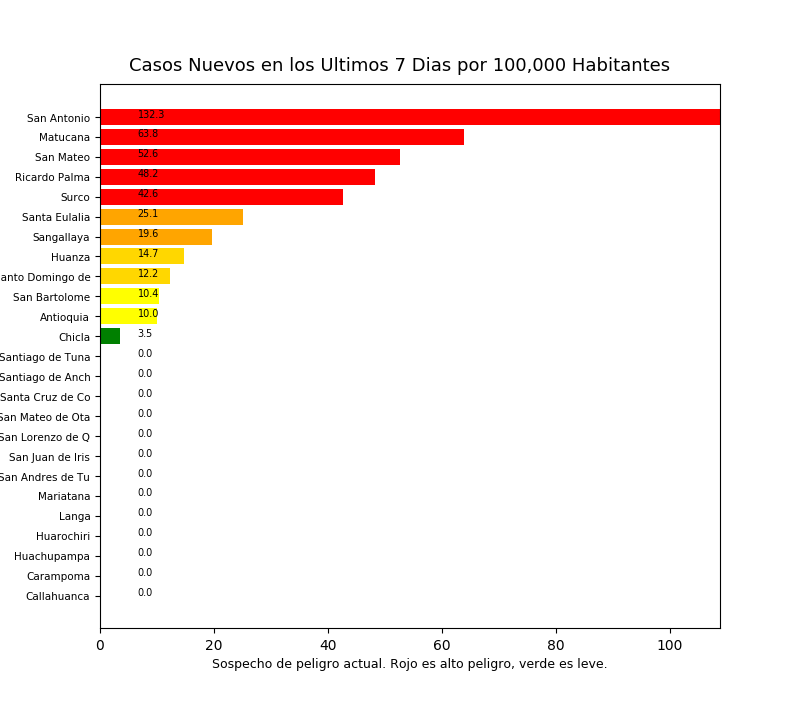 Casos Nuevos en los Ultimos 7 Dias por 100,000 Habitantes
San Antonio 132.3
Matucana 63.8
San Mateo 52.6
Ricardo Palma 48.2
Surco 42.6
Santa Eulalia 25.1
Sangallaya 19.6
Huanza 14.7
anto Domingo de 12.2
San Bartolome 10.4
Antioquia 10.0
Chicla 3.5
Santiago de Tuna 0.0
Santiago de Anch 0.0
Santa Cruz de Co 0.0
San Mateo de Ota 0.0
San Lorenzo de Q 0.0
San Juan de Iris 0.0
San Andres de Tu 0.0
Mariatana 0.0
Langa 0.0
Huarochiri 0.0
Huachupampa 0.0
Carampoma 0.0
Callahuanca 0.0
0 20 40 60 80 100
Sospecho de peligro actual. Rojo es alto peligro, verde es leve.